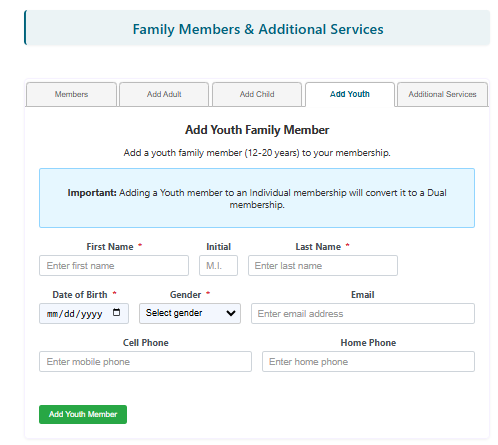 Family Members & Additional Services
Members Add Adult Add Child Add Youth Additional Services
Add Youth Family Member
Add a youth family member (12-20 years) to your membership.
Important: Adding a Youth member to an Individual membership will convert it to a Dual
membership.
First Name * Initial Last Name *
Enter first name M.I. Enter last name
Date of Birth * Gender * Email
mm/dd/yyyy Select gender Enter email address
Cell Phone Home Phone
Enter mobile phone Enter home phone
Add Youth Member